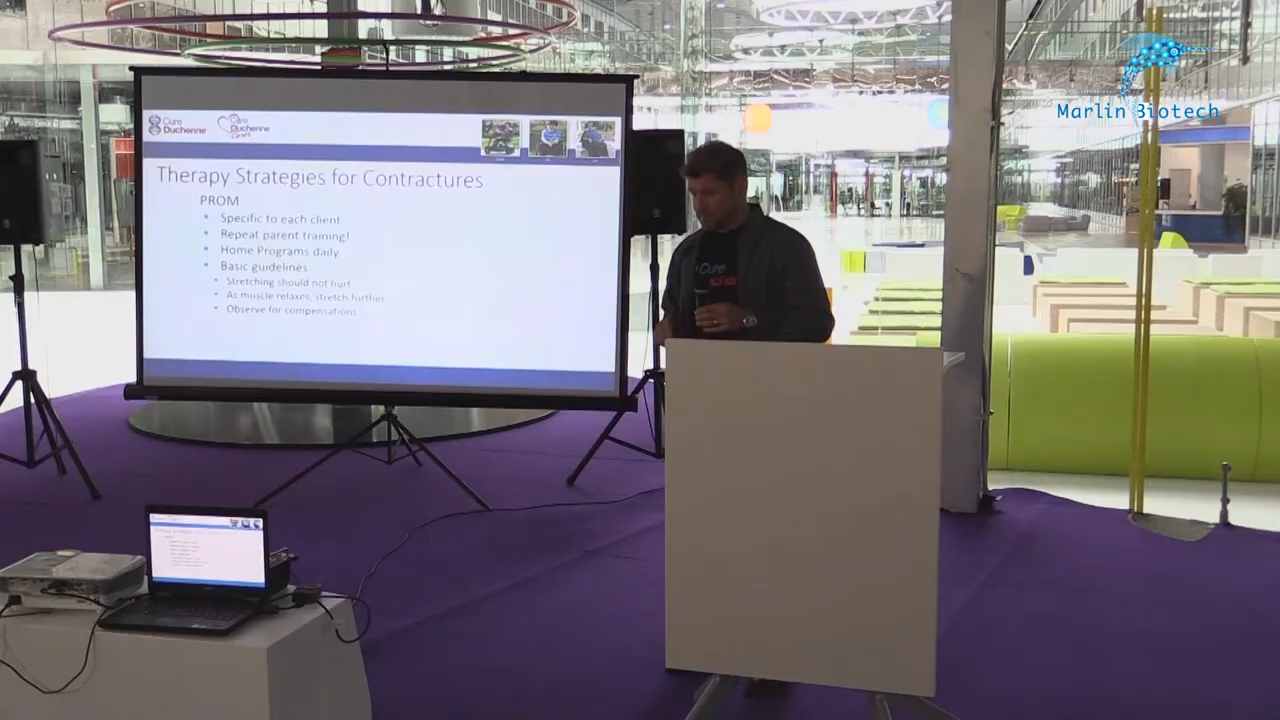 Marlin Biotech
Cure
Duchenne
Duchenne
Cares
Therapy Strategies for Contractures
PROM
• Specific to each client
• Repeat parent training!
• Home Programs daily
• Basic guidelines
• Stretching should not hurt
• As muscle relaxes, stretch further
• Observe for compensations
Cure